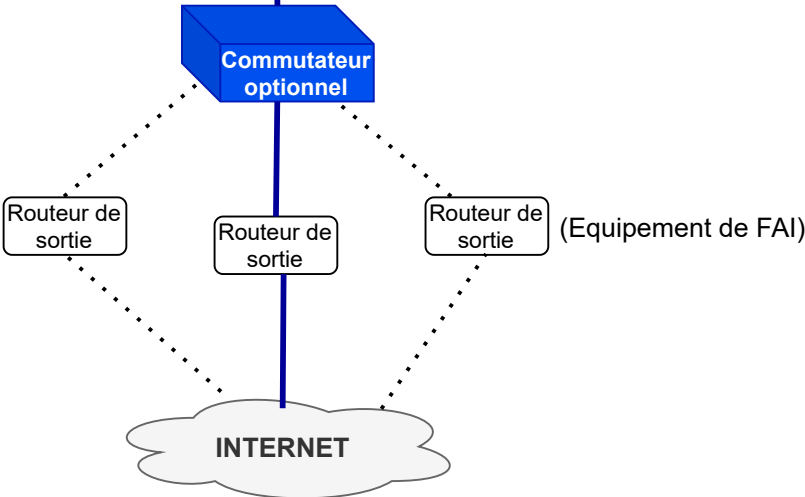 Commutateur
optionnel
Routeur de
sortie
Routeur de
sortie
Routeur de
sortie
(Equipement de FAI)
INTERNET